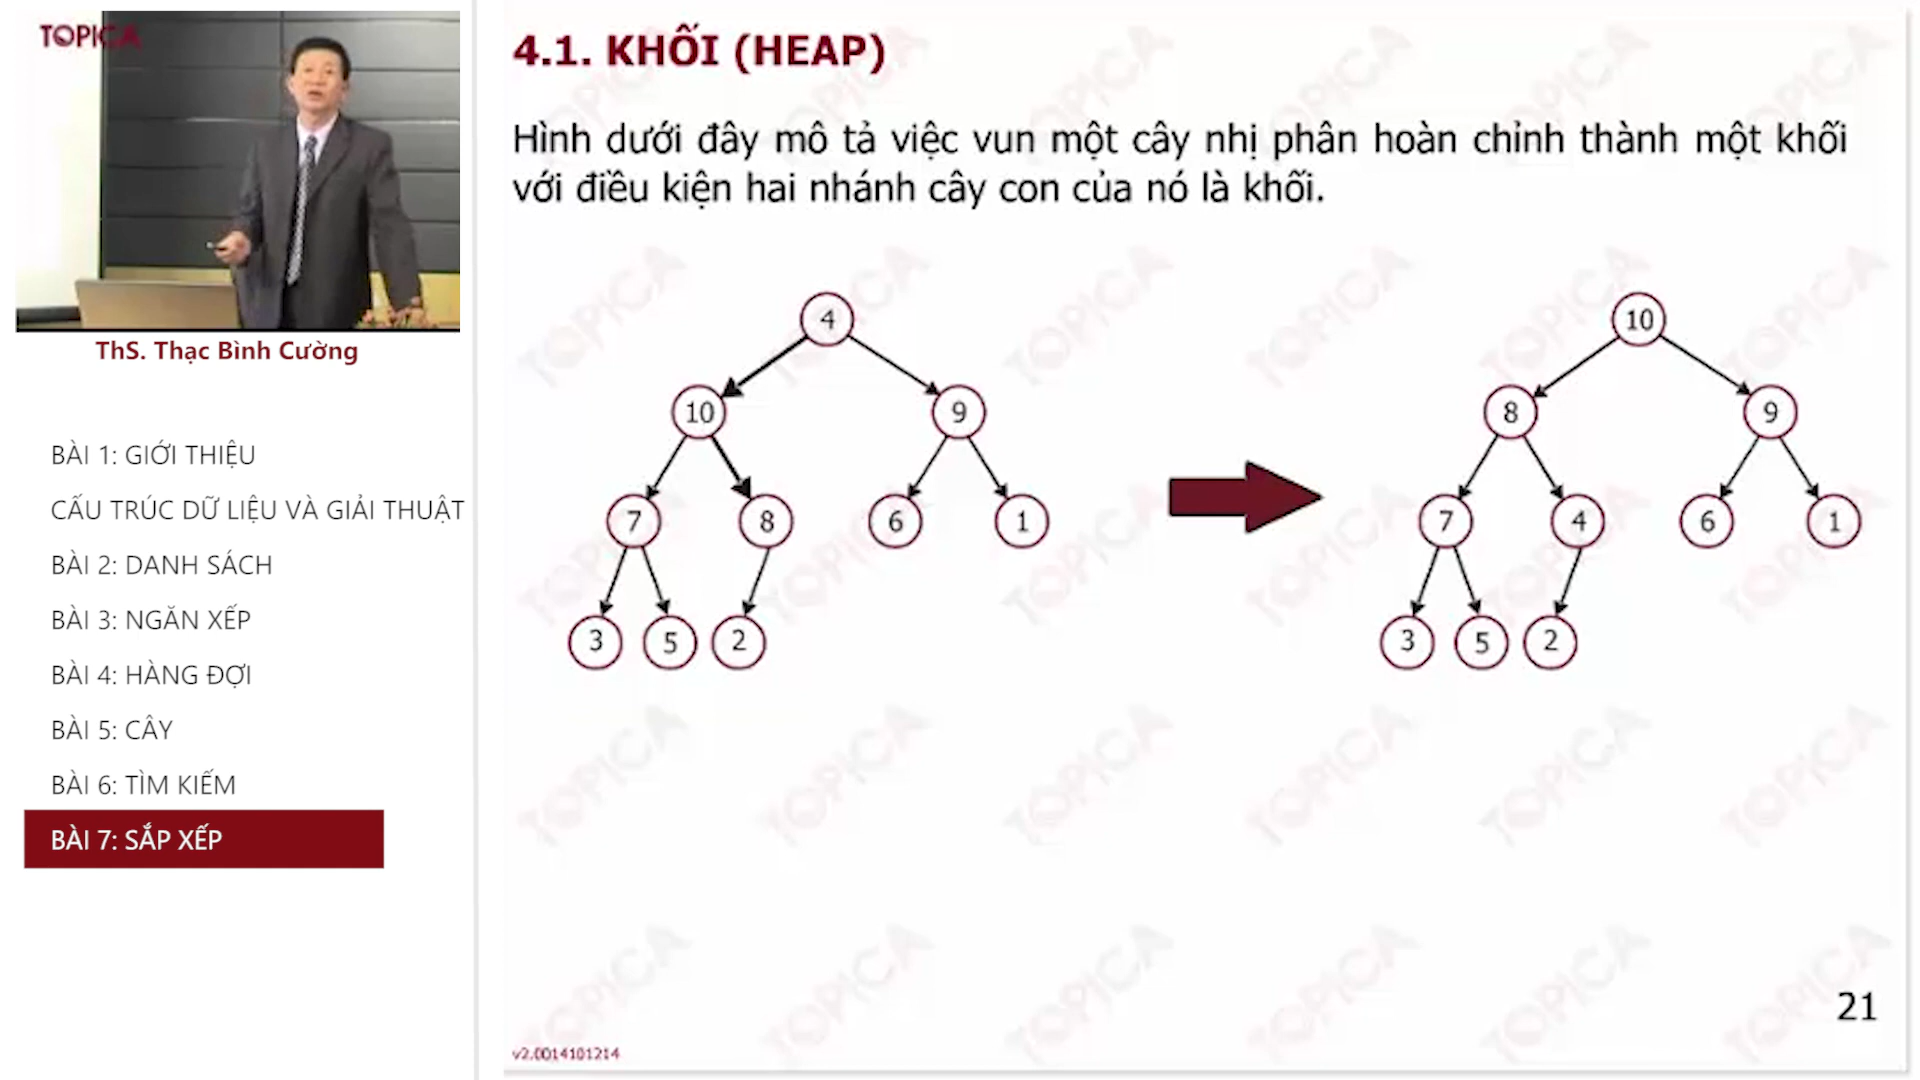 TOPICA
ThS. Thạc Bình Cường
BÀI 1: GIỚI THIỆU
CẤU TRÚC DỮ LIỆU VÀ GIẢI THUẬT
BÀI 2: DANH SÁCH
BÀI 3: NGĂN XẾP
BÀI 4: HÀNG ĐỢI
BÀI 5: CÂY
BÀI 6: TÌM KIẾM
BÀI 7: SẮP XẾP
4.1. KHỐI (HEAP)
Hình dưới đây mô tả việc vun một cây nhị phân hoàn chỉnh thành một khối
với điều kiện hai nhánh cây con của nó là khối.
4
10 9
7 8 6 1
3 5 2
10
8 9
7 4 6 1
3 5 2
21
v2.0014101214